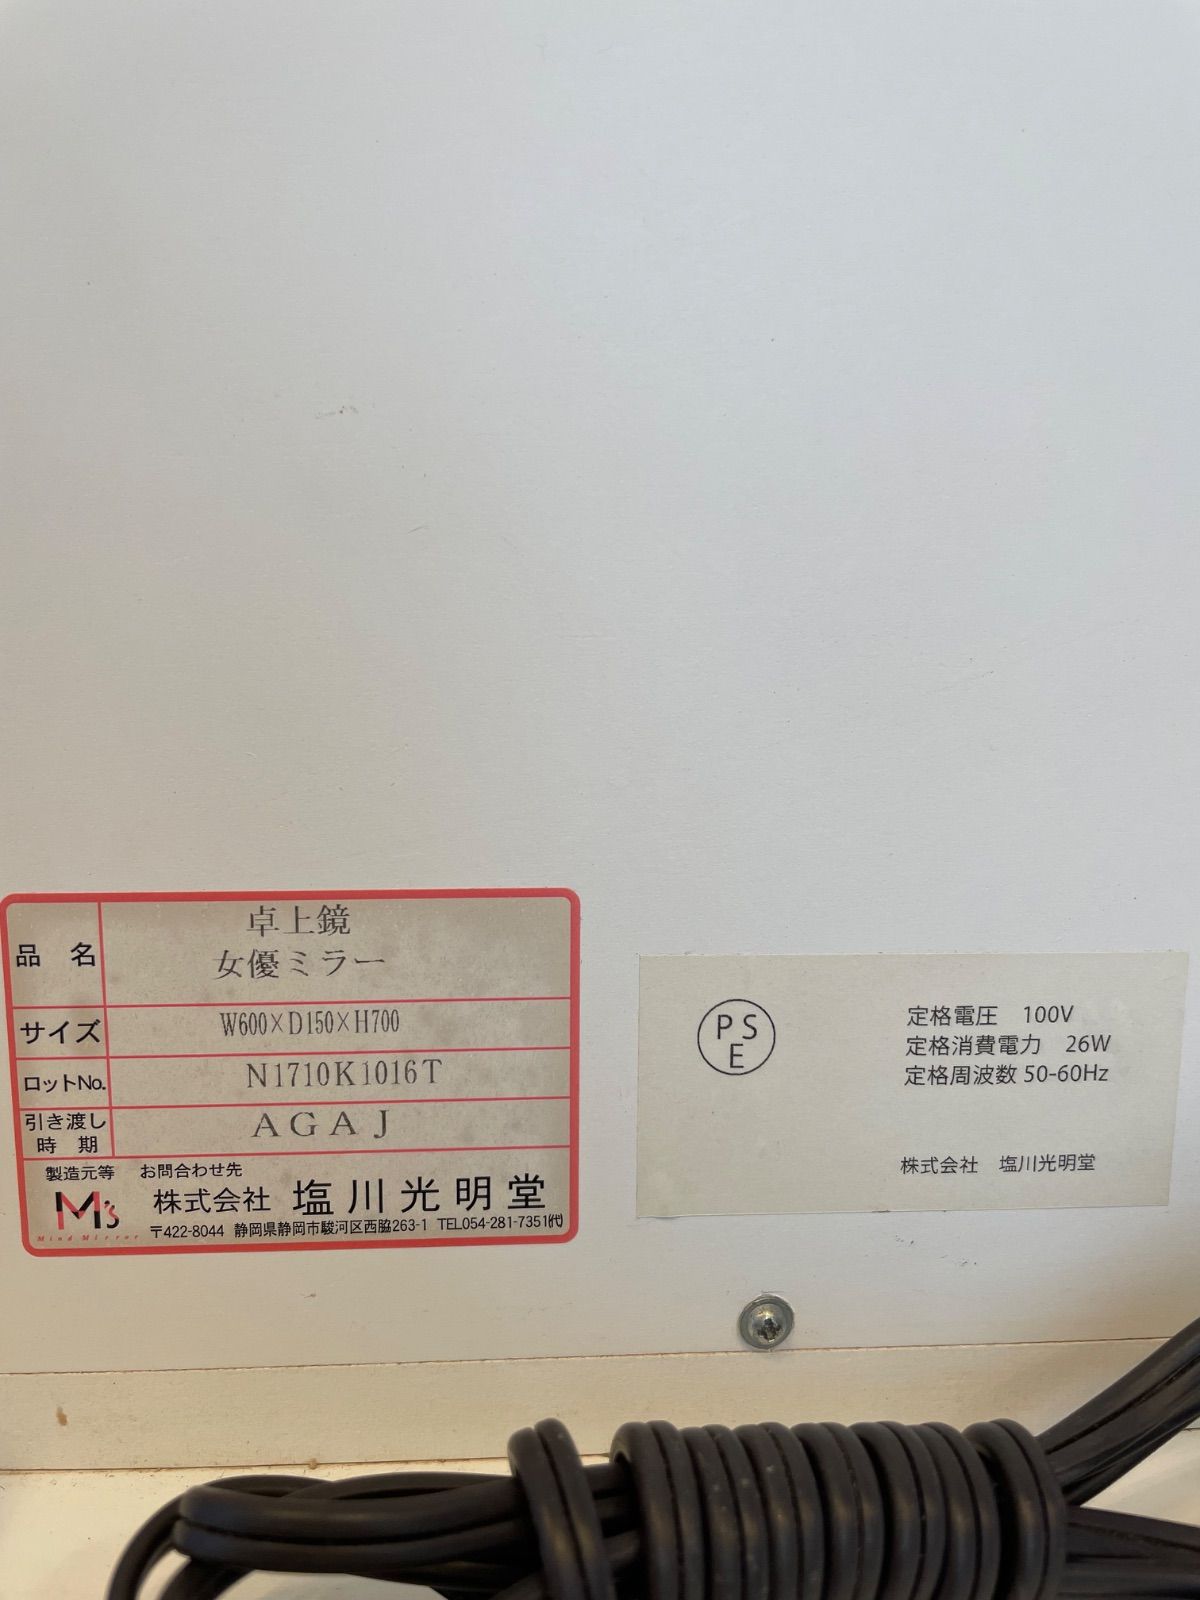 品 名 卓上鏡
女優ミラー
サイズ W600×D150×H700
ロットNo. N1710K1016T
引き渡し
時 期 AGAJ
製造元等 お問合わせ先
M's 株式会社 塩川光明堂
Mind Mirror 〒422-8044 静岡県静岡市駿河区西脇263-1 TEL054-281-7351㈹
PS
E
定格電圧 100V
定格消費電力 26W
定格周波数 50-60Hz
株式会社 塩川光明堂